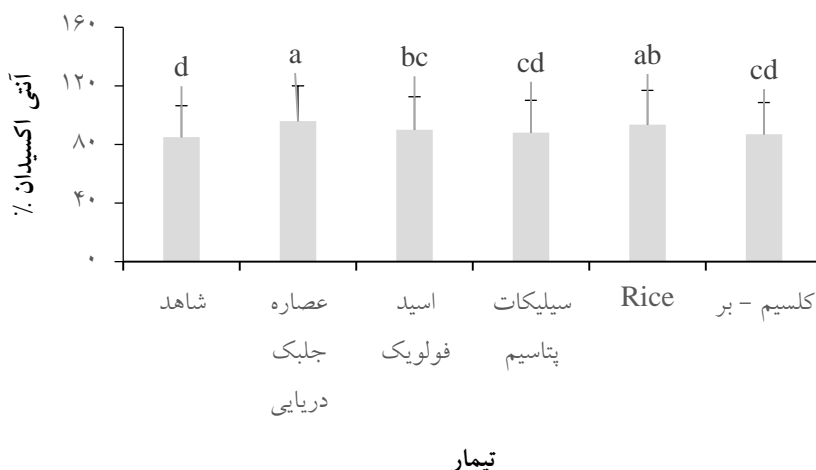 ۱۶۰
۱۲۰
۸۰
۴۰
۰
آنتی اکسیدان %
d
a
bc
cd
ab
cd
شاهد
عصاره
جلبک
دریایی
اسید
فولویک
سیلیکات
پتاسیم
Rice
کلسیم - بر
تیمار